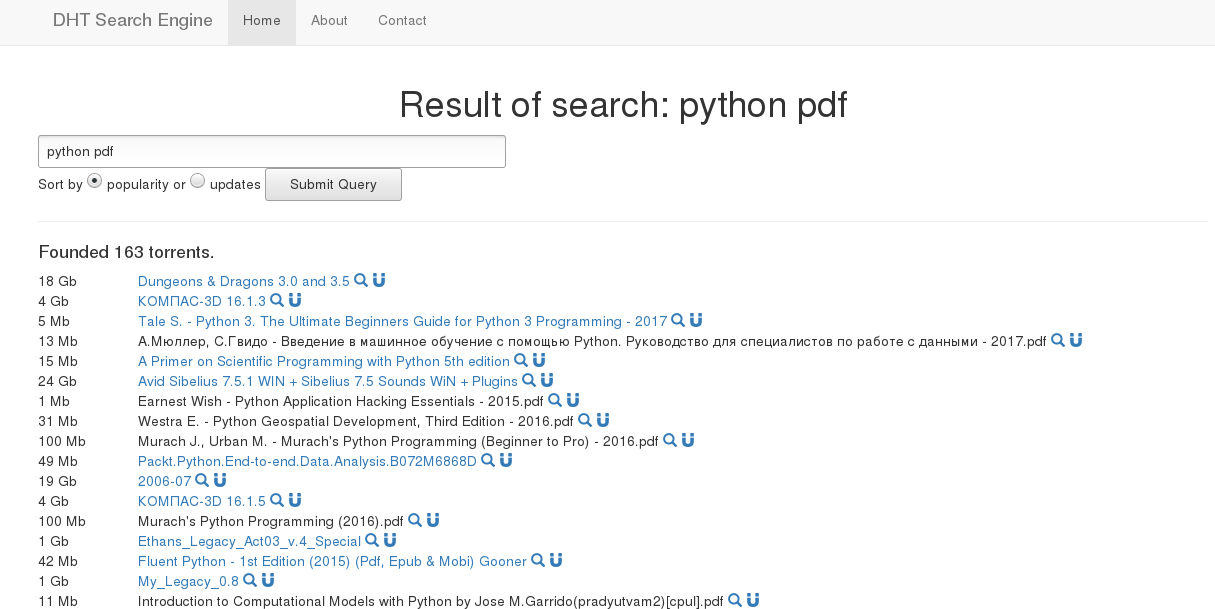 DHT Search Engine Home About Contact
Result of search: python pdf
python pdf
Sort by popularity or updates Submit Query
Founded 163 torrents.
18 Gb Dungeons & Dragons 3.0 and 3.5
4 Gb КОМПАС-3D 16.1.3
5 Mb Tale S. - Python 3. The Ultimate Beginners Guide for Python 3 Programming - 2017
13 Mb А.Мюллер, С.Гвидо - Введение в машинное обучение с помощью Python. Руководство для специалистов по работе с данными - 2017.pdf
15 Mb A Primer on Scientific Programming with Python 5th edition
24 Gb Avid Sibelius 7.5.1 WIN + Sibelius 7.5 Sounds WiN + Plugins
1 Mb Earnest Wish - Python Application Hacking Essentials - 2015.pdf
31 Mb Westra E. - Python Geospatial Development, Third Edition - 2016.pdf
100 Mb Murach J., Urban M. - Murach's Python Programming (Beginner to Pro) - 2016.pdf
49 Mb Packt.Python.End-to-end.Data.Analysis.B072M6868D
19 Gb 2006-07
4 Gb КОМПАС-3D 16.1.5
100 Mb Murach's Python Programming (2016).pdf
1 Gb Ethans_Legacy_Act03_v.4_Special
42 Mb Fluent Python - 1st Edition (2015) (Pdf, Epub & Mobi) Gooner
1 Gb My_Legacy_0.8
11 Mb Introduction to Computational Models with Python by Jose M.Garrido(pradyutvam2)[cpul].pdf